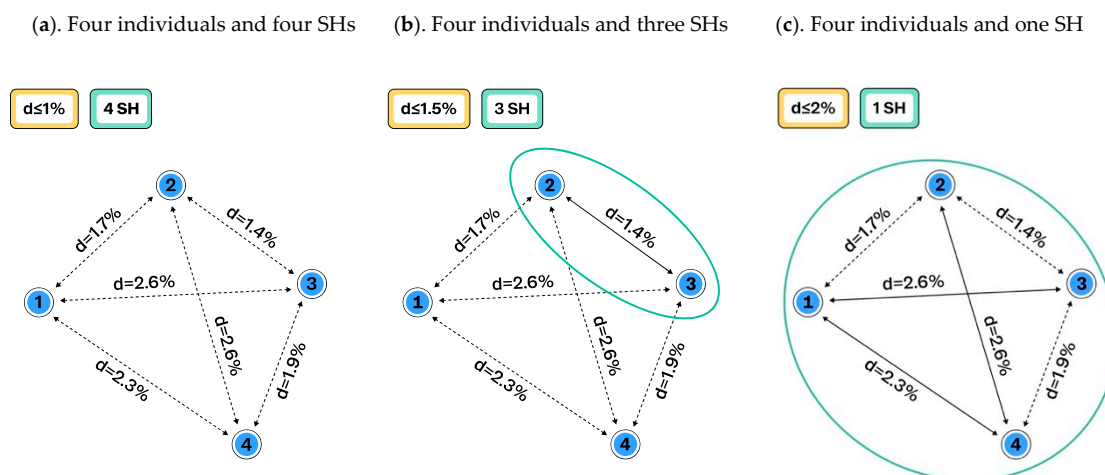 (a). Four individuals and four SHs
(b). Four individuals and three SHs
(c). Four individuals and one SH
d≤1%
4 SH
2
d=1.7%
d=1.4%
d=2.6%
3
1
d=2.6%
d=2.3%
d=1.9%
4
d≤1.5%
3 SH
2
d=1.7%
d=1.4%
d=2.6%
3
1
d=2.6%
d=2.3%
d=1.9%
4
d≤2%
1 SH
2
d=1.7%
d=1.4%
d=2.6%
3
1
d=2.6%
d=2.3%
d=1.9%
4